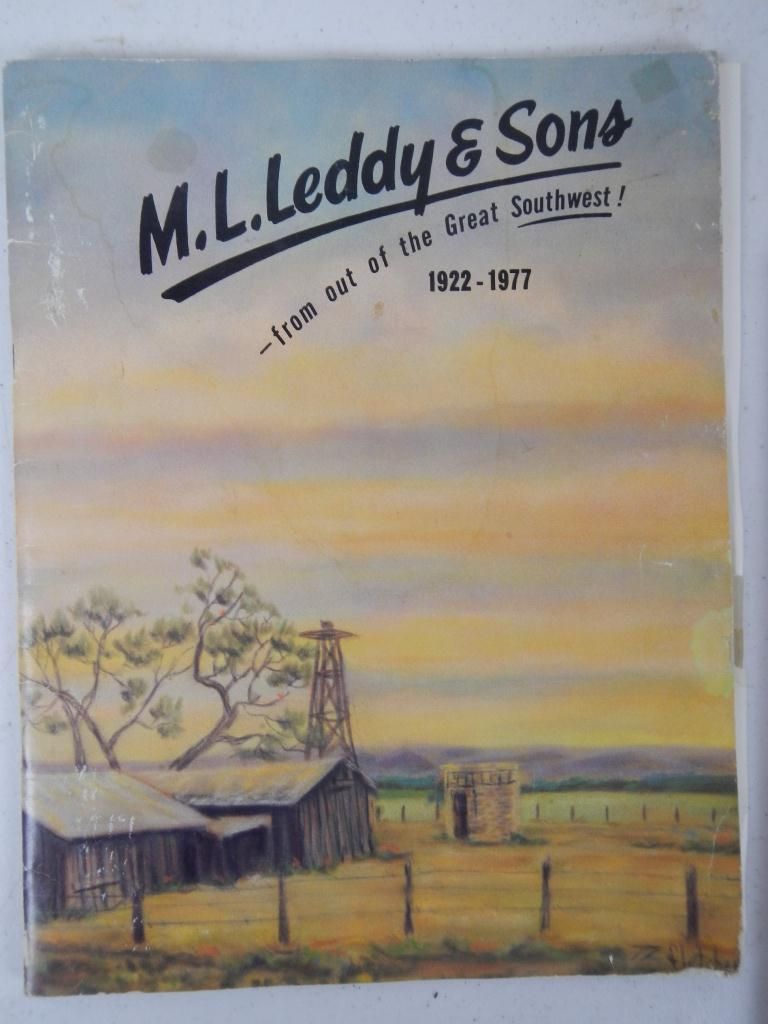 M.L.Leddy & Sons
—from out of the Great Southwest!
1922-1977